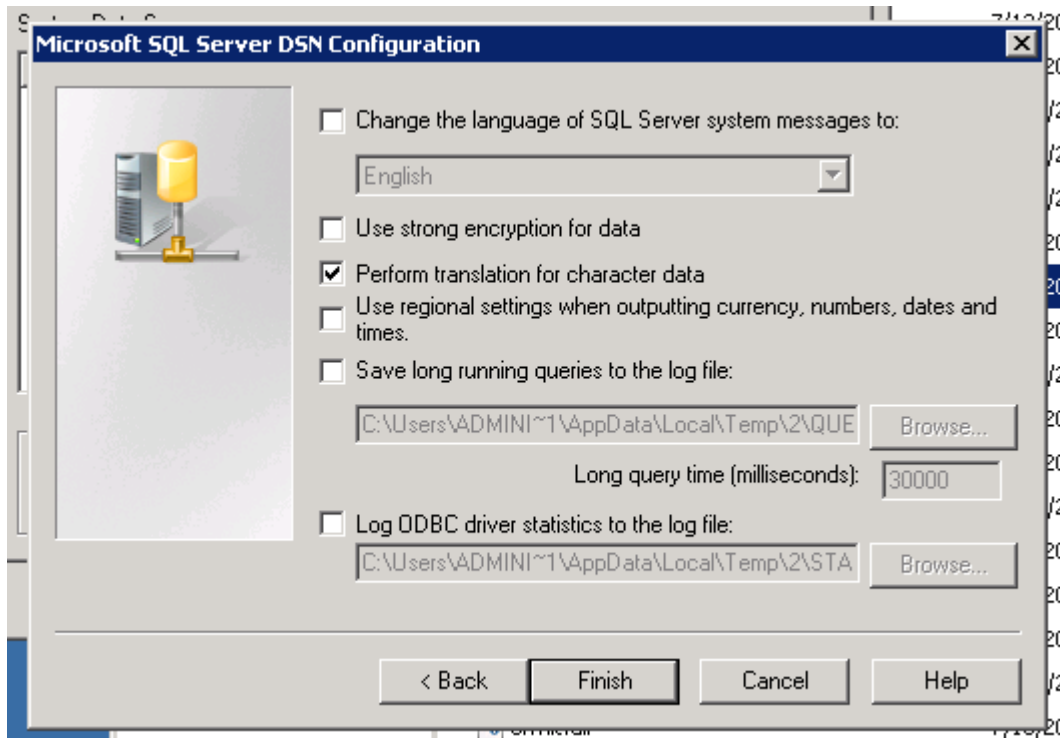 Microsoft SQL Server DSN Configuration
Change the language of SQL Server system messages to:
English
Use strong encryption for data
Perform translation for character data
Use regional settings when outputting currency, numbers, dates and
times.
Save long running queries to the log file:
C:\Users\ADMINI~1\AppData\Local\Temp\2\QUE
Browse...
Long query time (milliseconds):
30000
Log ODBC driver statistics to the log file:
C:\Users\ADMINI~1\AppData\Local\Temp\2\STA
Browse...
< Back
Finish
Cancel
Help